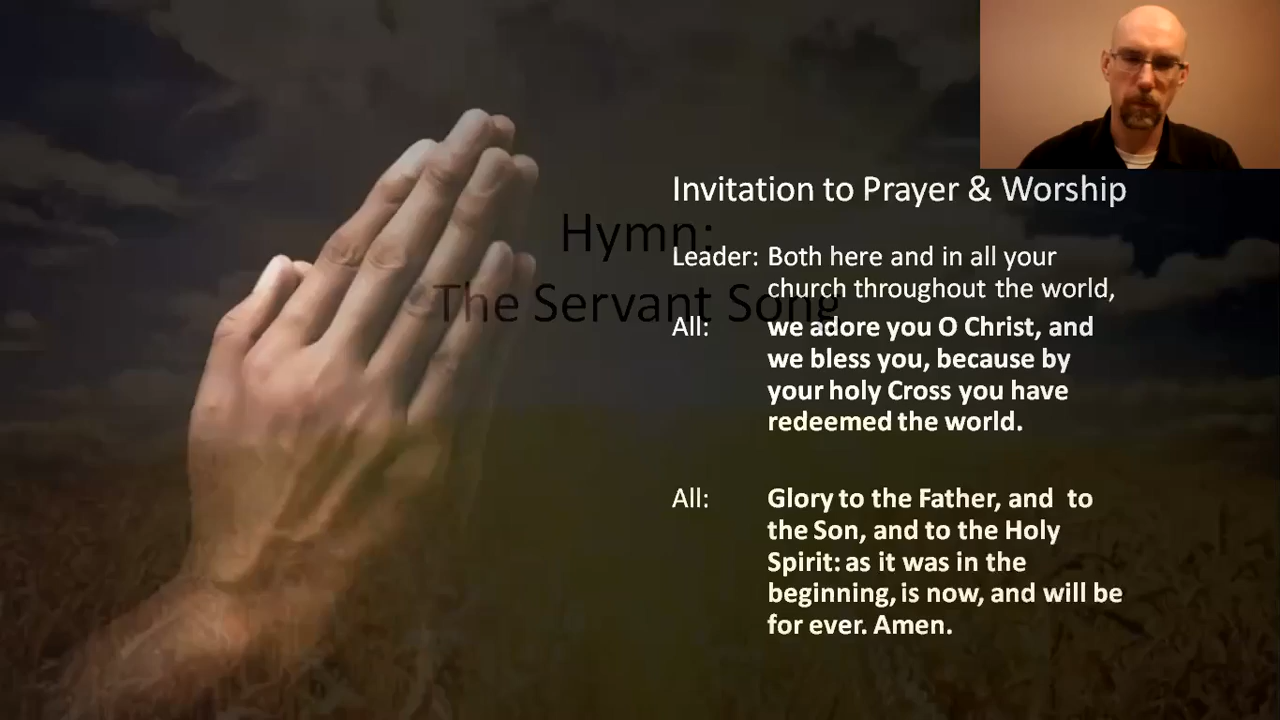 Invitation to Prayer & Worship
Hymn:
The Servant Song
Leader: Both here and in all your
church throughout the world,
All: we adore you O Christ, and
we bless you, because by
your holy Cross you have
redeemed the world.
All: Glory to the Father, and to
the Son, and to the Holy
Spirit: as it was in the
beginning, is now, and will be
for ever. Amen.